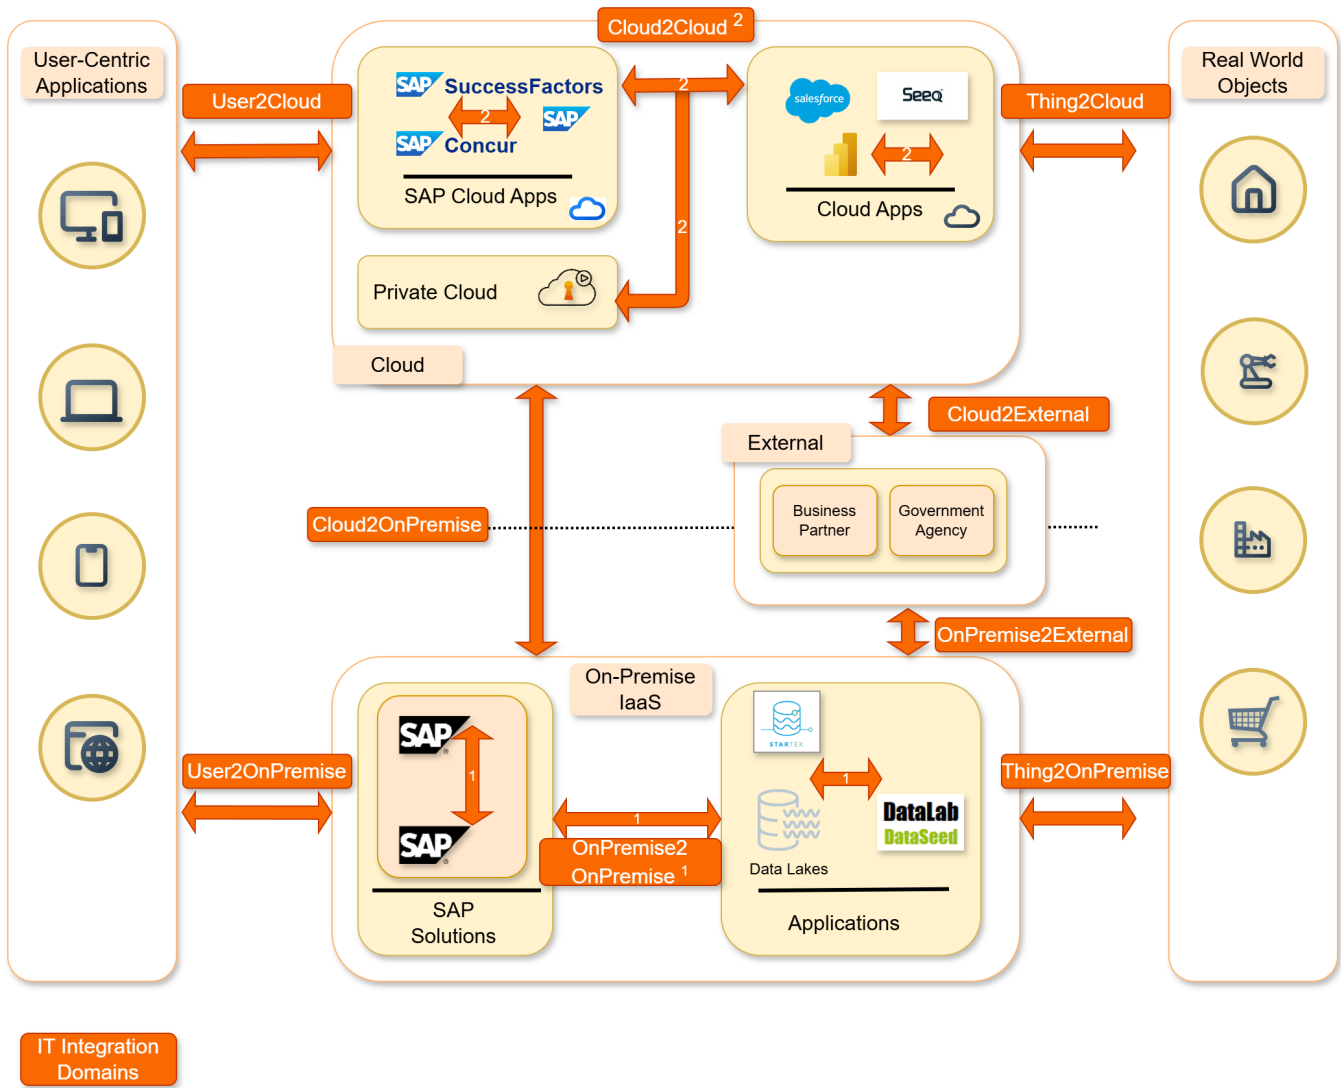 User-Centric
Applications
Cloud2Cloud 2
Real World
Objects
User2Cloud
SAP SuccessFactors
2
SAP
SAP Concur
SAP Cloud Apps
2
salesforce
Seeq
2
Cloud Apps
Thing2Cloud
2
Private Cloud
Cloud
Cloud2External
External
Business
Partner
Government
Agency
Cloud2OnPremise
OnPremise2External
On-Premise
IaaS
User2OnPremise
SAP®
1
SAP®
SAP
Solutions
1
OnPremise2
OnPremise 1
STARTEK
1
Data Lakes
DataLab
DataSeed
Applications
Thing2OnPremise
IT Integration
Domains